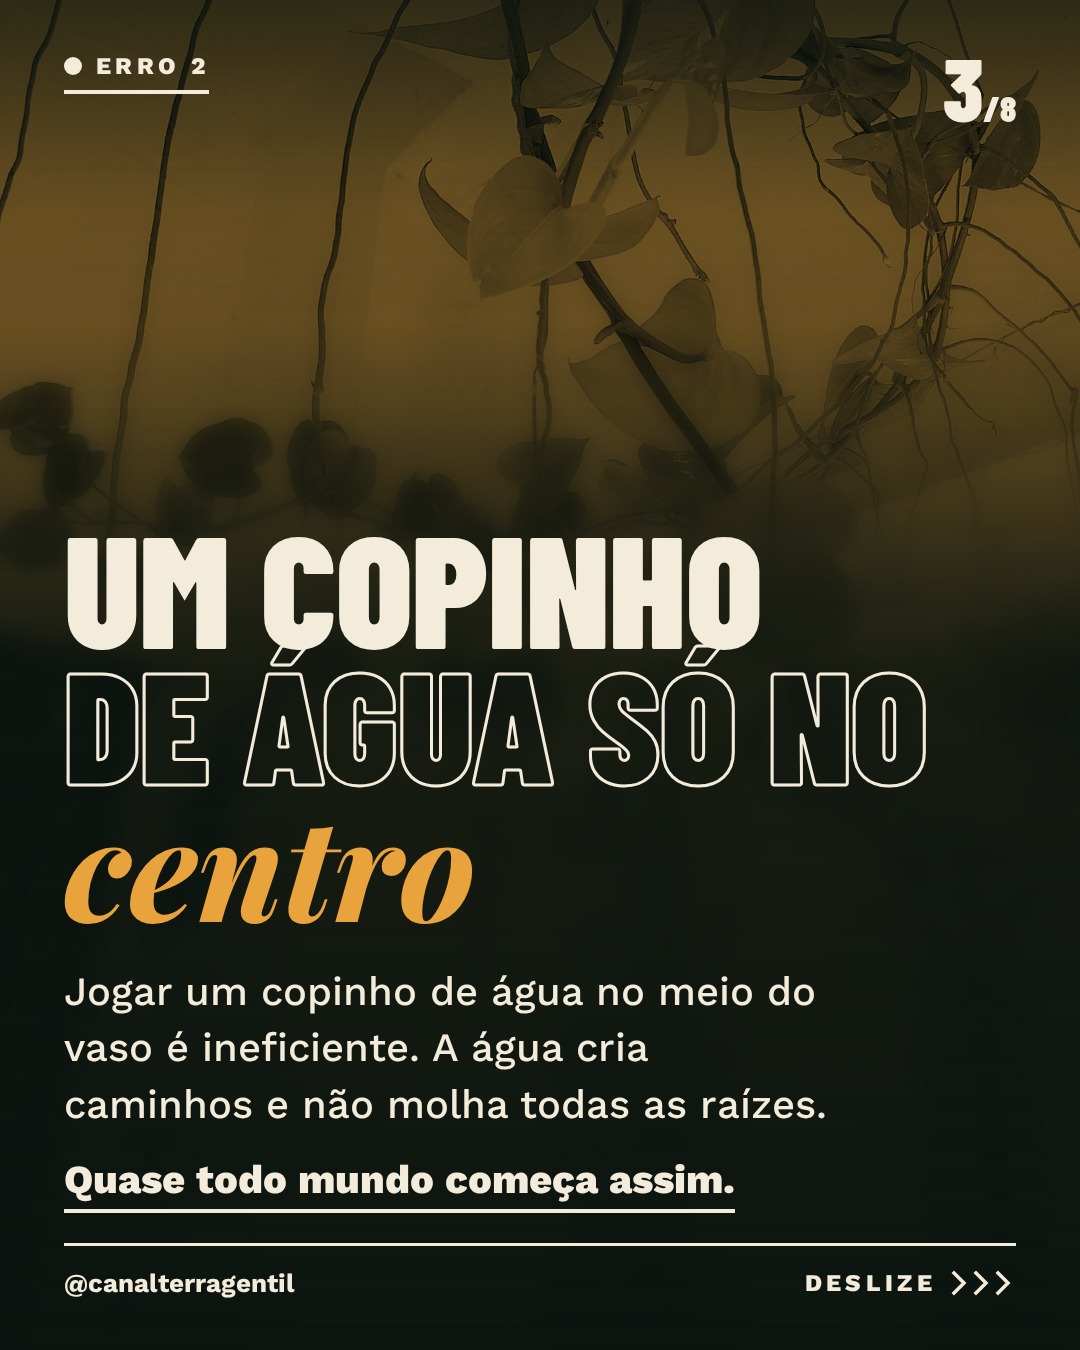 ERRO 2
3/8
UM COPINHO
DE ÁGUA SÓ NO
centro
Jogar um copinho de água no meio do
vaso é ineficiente. A água cria
caminhos e não molha todas as raízes.
Quase todo mundo começa assim.
@canalterragentil
DESLIZE